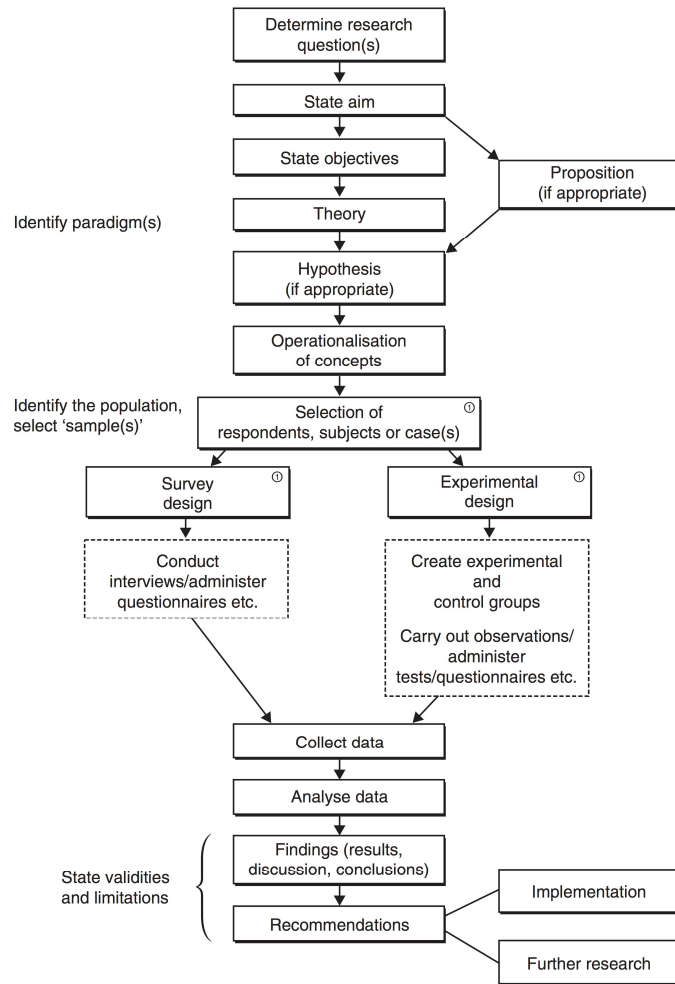 Determine research
question(s)
State aim
State objectives
Proposition
(if appropriate)
Identify paradigm(s)
Theory
Hypothesis
(if appropriate)
Operationalisation
of concepts
Identify the population,
select ‘sample(s)’
Selection of ①
respondents, subjects or case(s)
Survey ①
design
Experimental ①
design
Conduct
interviews/administer
questionnaires etc.
Create experimental
and
control groups
Carry out observations/
administer
tests/questionnaires etc.
Collect data
Analyse data
State validities
and limitations
Findings (results,
discussion, conclusions)
Recommendations
Implementation
Further research